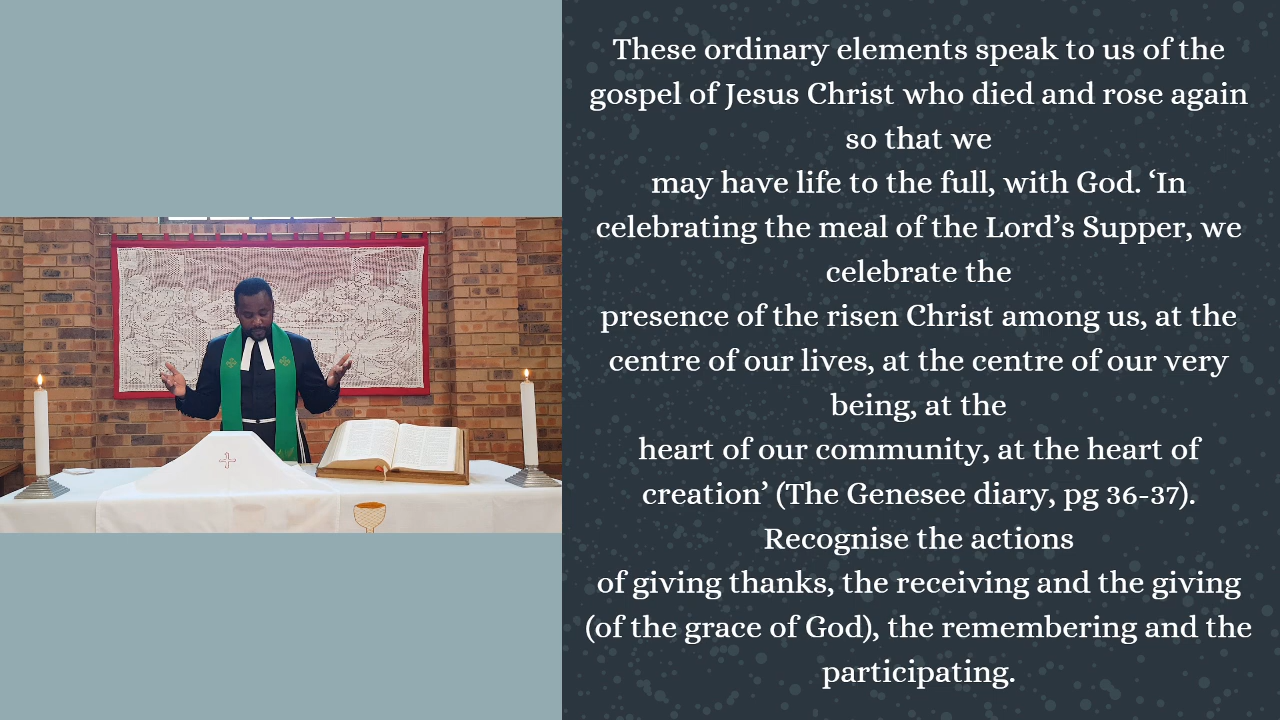 These ordinary elements speak to us of the
gospel of Jesus Christ who died and rose again
so that we
may have life to the full, with God. ‘In
celebrating the meal of the Lord’s Supper, we
celebrate the
presence of the risen Christ among us, at the
centre of our lives, at the centre of our very
being, at the
heart of our community, at the heart of
creation’ (The Genesee diary, pg 36-37).
Recognise the actions
of giving thanks, the receiving and the giving
(of the grace of God), the remembering and the
participating.